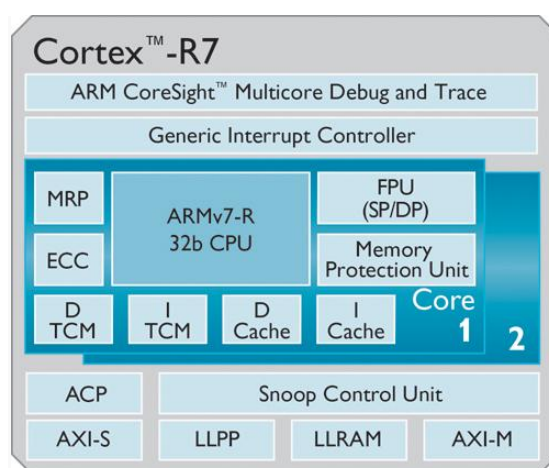 Cortex™-R7
ARM CoreSight™ Multicore Debug and Trace
Generic Interrupt Controller
MRP
ARMv7-R
32b CPU
FPU
(SP/DP)
ECC
Memory
Protection Unit
D
TCM
I
TCM
D
Cache
I
Cache
Core
1
2
ACP
Snoop Control Unit
AXI-S
LLPP
LLRAM
AXI-M